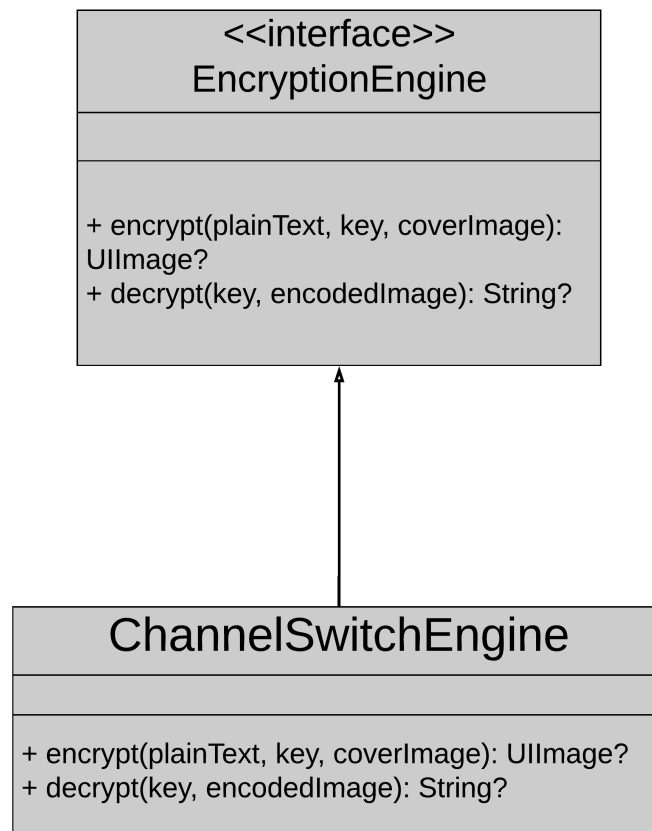 <<interface>>
EncryptionEngine
+ encrypt(plainText, key, coverImage):
UIImage?
+ decrypt(key, encodedImage): String?
ChannelSwitchEngine
+ encrypt(plainText, key, coverImage): UIImage?
+ decrypt(key, encodedImage): String?